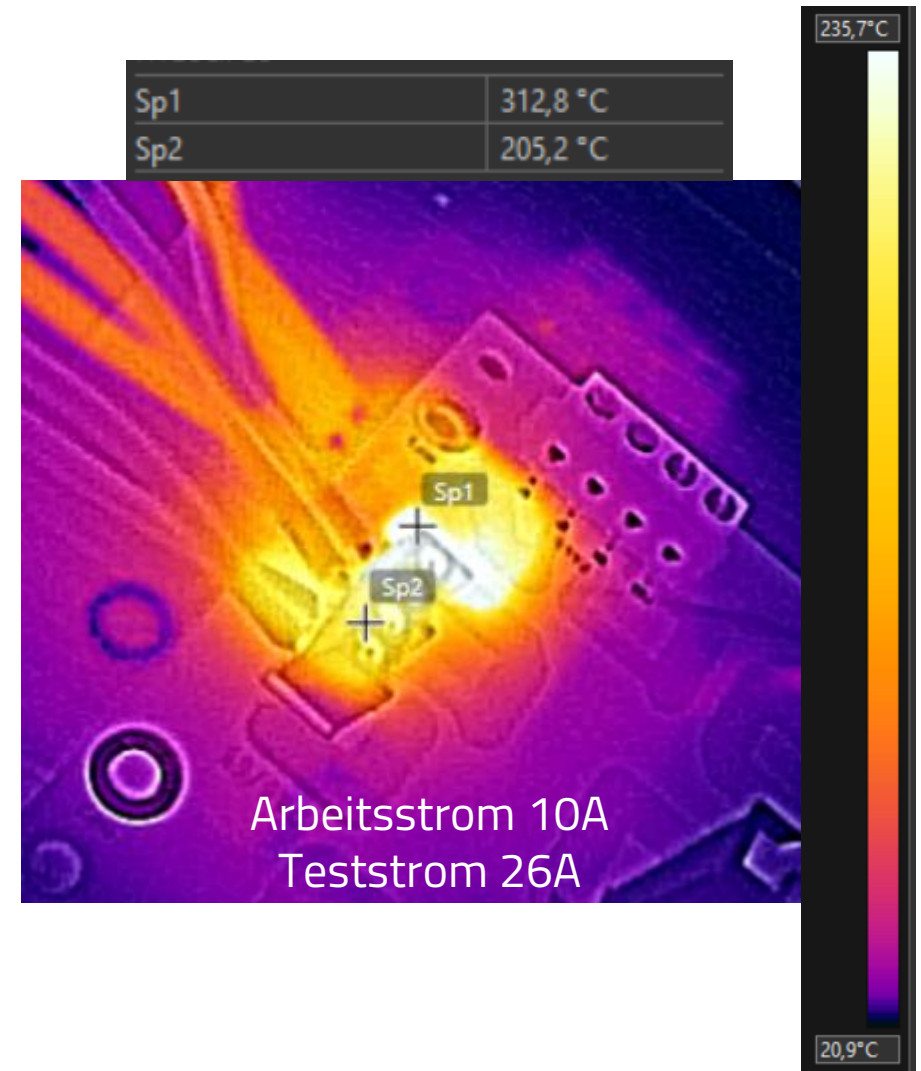 235,7°C
Sp1 312,8 °C
Sp2 205,2 °C
Sp1
Sp2
Arbeitsstrom 10A
Teststrom 26A
20,9°C